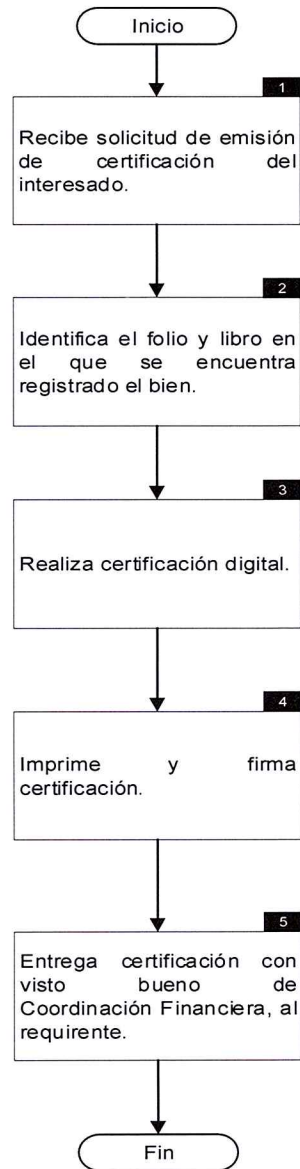 Inicio
1
Recibe solicitud de emisión
de certificación del
interesado.
2
Identifica el folio y libro en
el que se encuentra
registrado el bien.
3
Realiza certificación digital.
4
Imprime y firma
certificación.
5
Entrega certificación con
visto bueno de
Coordinación Financiera, al
requirente.
Fin